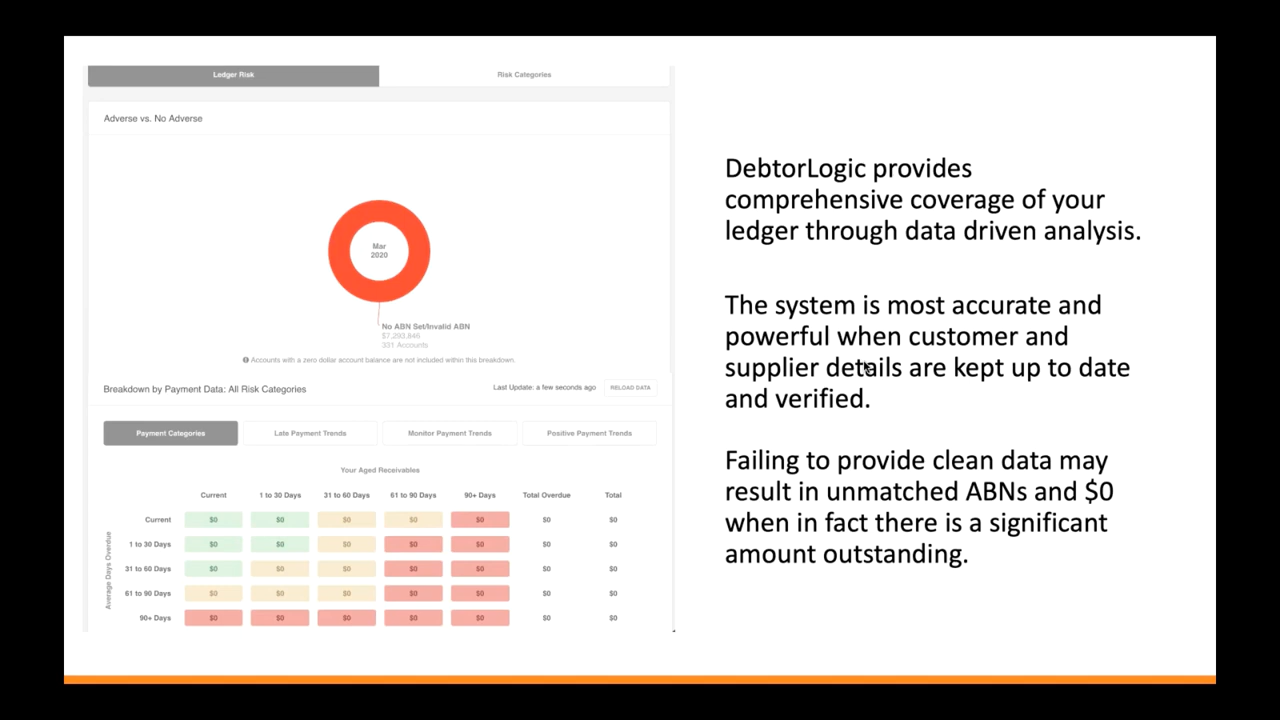 Ledger Risk
Risk Categories
Adverse vs. No Adverse
Mar
2020
No ABN Set/Invalid ABN
$7,293,846
331 Accounts
Accounts with a zero dollar account balance are not included within this breakdown.
Breakdown by Payment Data: All Risk Categories
Last Update: a few seconds ago
RELOAD DATA
Payment Categories
Late Payment Trends
Monitor Payment Trends
Positive Payment Trends
Your Aged Receivables
Current 1 to 30 Days 31 to 60 Days 61 to 90 Days 90+ Days Total Overdue Total
Average Days Overdue
Current $0 $0 $0 $0 $0 $0 $0
1 to 30 Days $0 $0 $0 $0 $0 $0 $0
31 to 60 Days $0 $0 $0 $0 $0 $0 $0
61 to 90 Days $0 $0 $0 $0 $0 $0 $0
90+ Days $0 $0 $0 $0 $0 $0 $0
DebtorLogic provides
comprehensive coverage of your
ledger through data driven analysis.
The system is most accurate and
powerful when customer and
supplier details are kept up to date
and verified.
Failing to provide clean data may
result in unmatched ABNs and $0
when in fact there is a significant
amount outstanding.